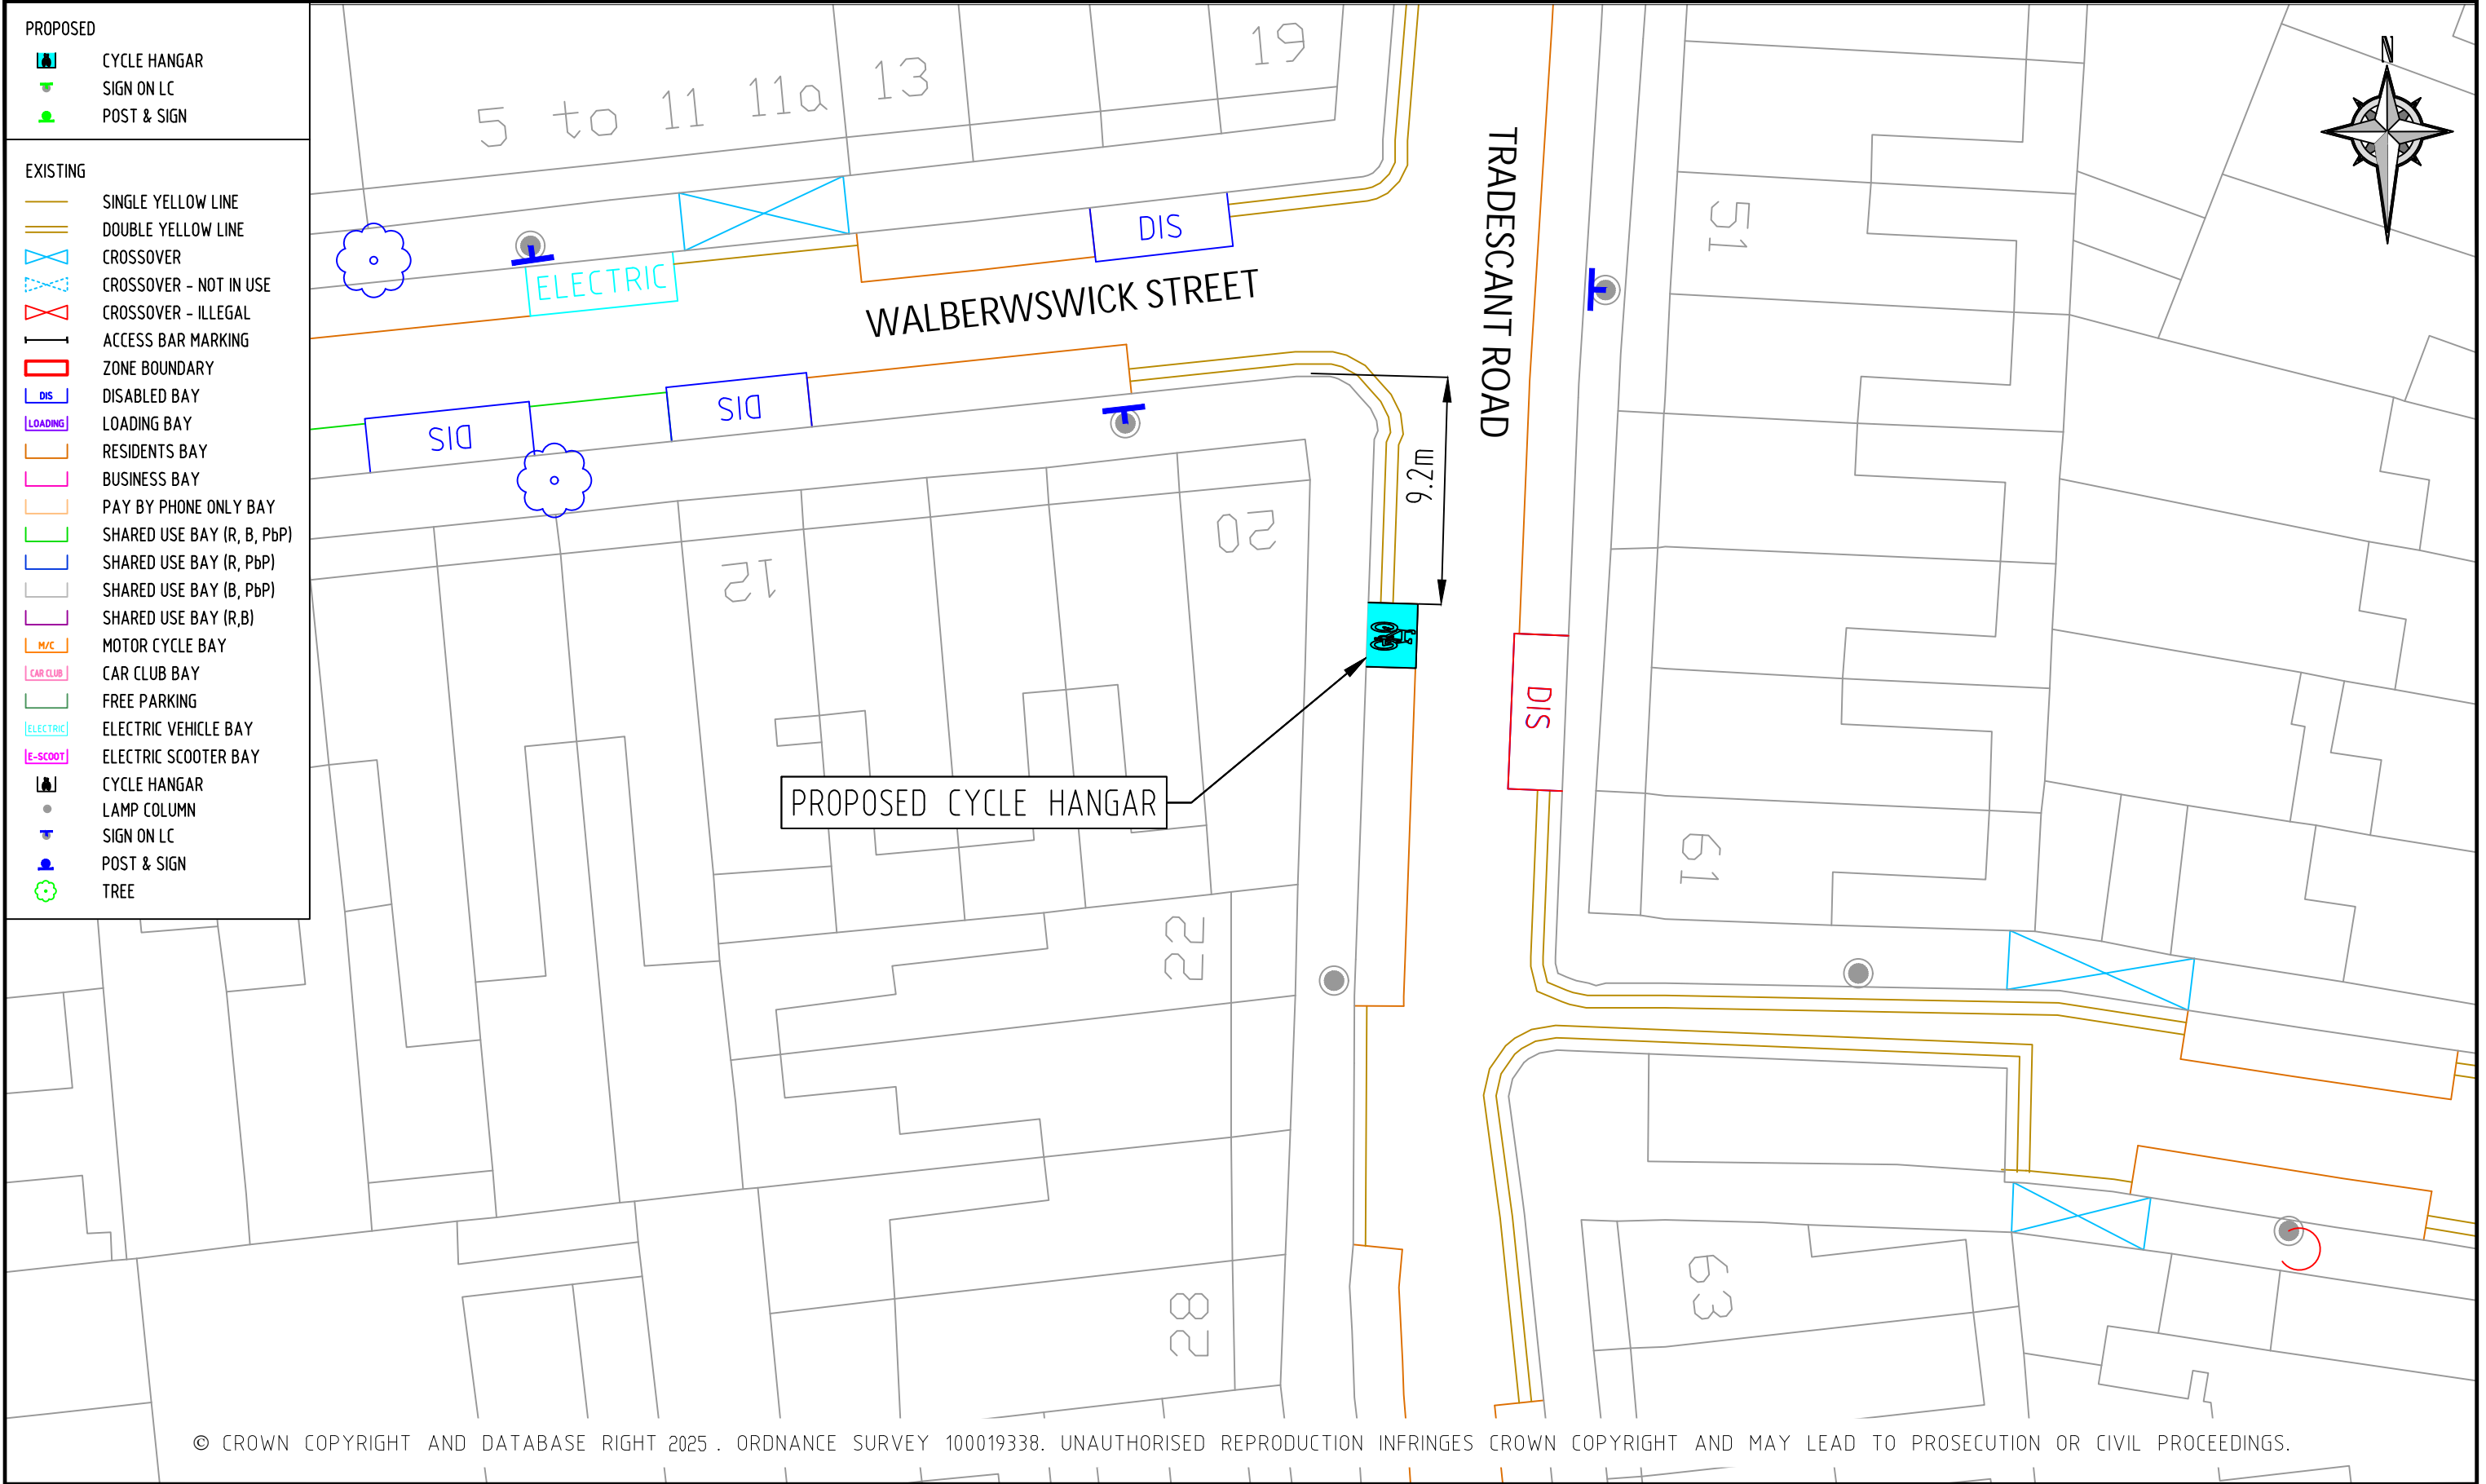 PROPOSED
CYCLE HANGAR
SIGN ON LC
POST & SIGN
EXISTING
SINGLE YELLOW LINE
DOUBLE YELLOW LINE
CROSSOVER
CROSSOVER - NOT IN USE
CROSSOVER - ILLEGAL
ACCESS BAR MARKING
ZONE BOUNDARY
DIS DISABLED BAY
LOADING LOADING BAY
RESIDENTS BAY
BUSINESS BAY
PAY BY PHONE ONLY BAY
SHARED USE BAY (R, B, PbP)
SHARED USE BAY (R, PbP)
SHARED USE BAY (B, PbP)
SHARED USE BAY (R,B)
M/C MOTOR CYCLE BAY
CAR CLUB CAR CLUB BAY
FREE PARKING
ELECTRIC ELECTRIC VEHICLE BAY
E-SCOOT ELECTRIC SCOOTER BAY
CYCLE HANGAR
LAMP COLUMN
SIGN ON LC
POST & SIGN
TREE
5 to 11 11a 13
19
N
DIS
ELECTRIC
WALBERWSWICK STREET
TRADESCANT ROAD
51
DIS
DIS
9.2m
20
12
DIS
PROPOSED CYCLE HANGAR
61
22
63
28
© CROWN COPYRIGHT AND DATABASE RIGHT 2025 . ORDNANCE SURVEY 100019338. UNAUTHORISED REPRODUCTION INFRINGES CROWN COPYRIGHT AND MAY LEAD TO PROSECUTION OR CIVIL PROCEEDINGS.